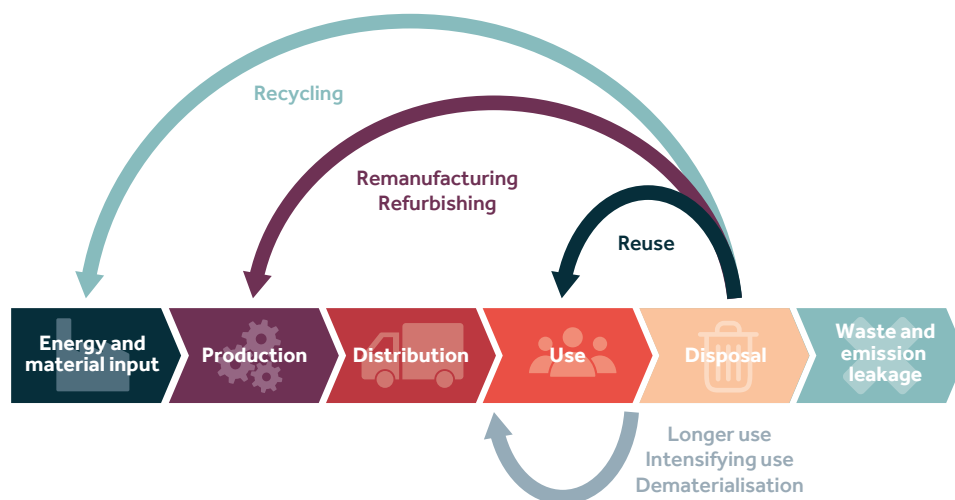 Recycling
Remanufacturing
Refurbishing
Reuse
Energy and
material input
Production
Distribution
Use
Disposal
Waste and
emission
leakage
Longer use
Intensifying use
Dematerialisation